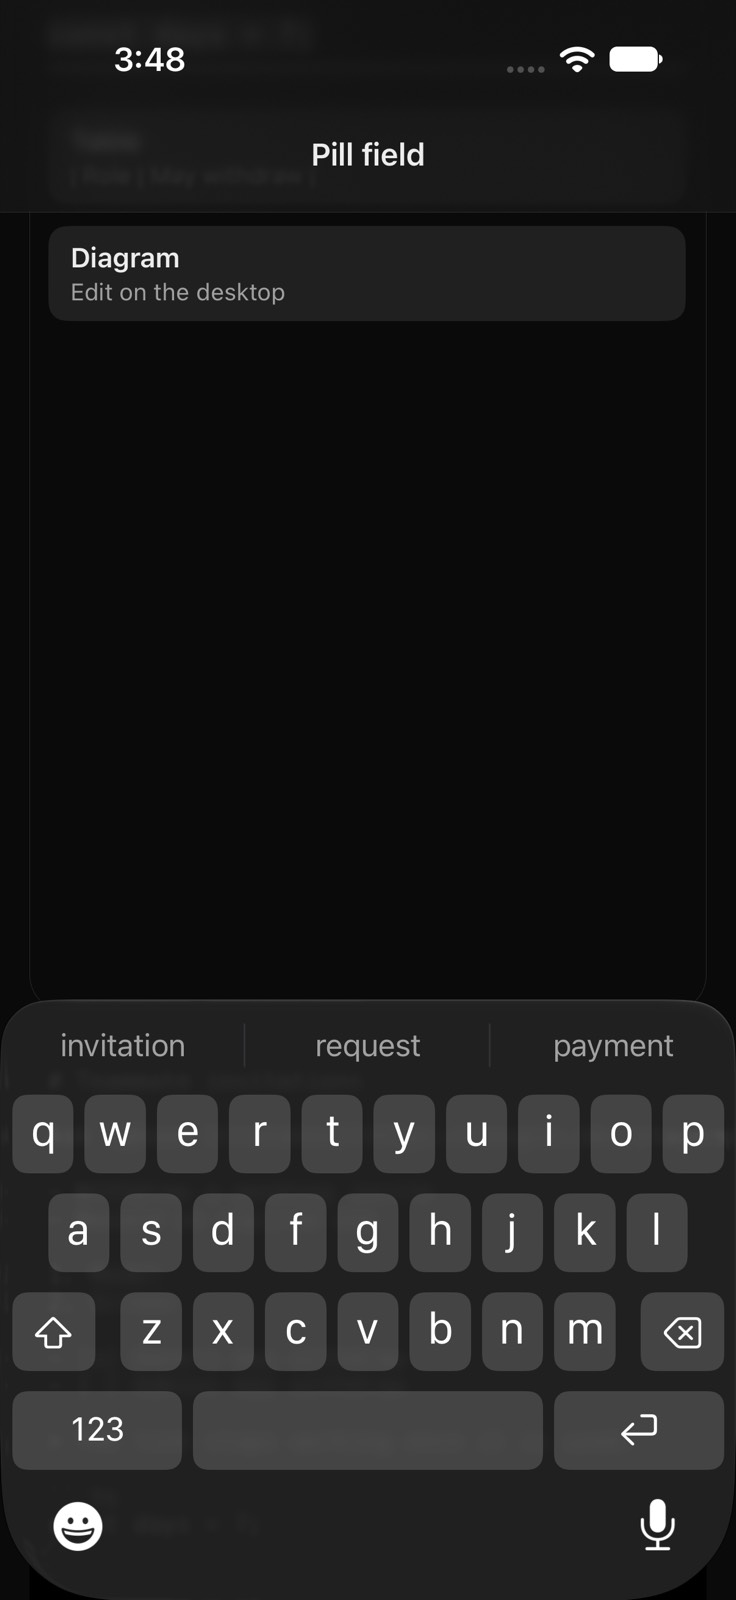 3:48
Pill field
Diagram
Edit on the desktop
invitation request payment
q w e r t y u i o p
a s d f g h j k l
z x c v b n m
123